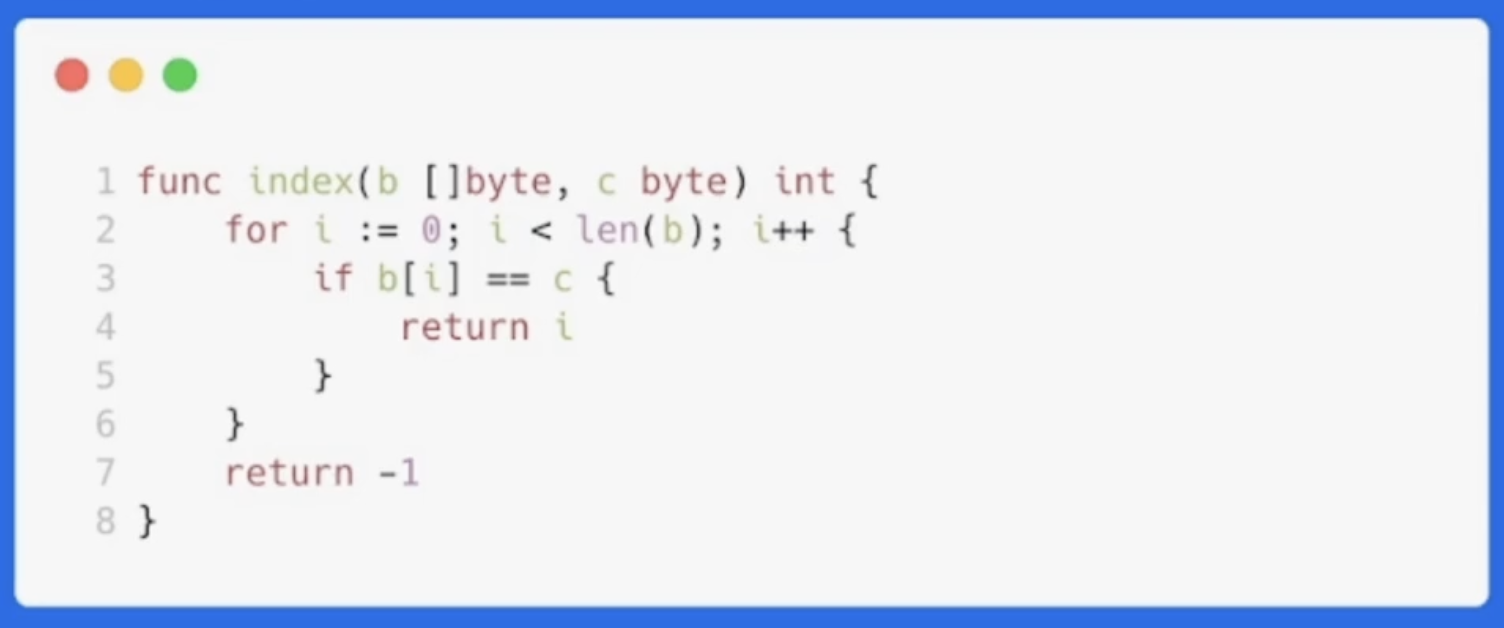 1 func index(b []byte, c byte) int {
2     for i := 0; i < len(b); i++ {
3         if b[i] == c {
4             return i
5         }
6     }
7     return -1
8 }